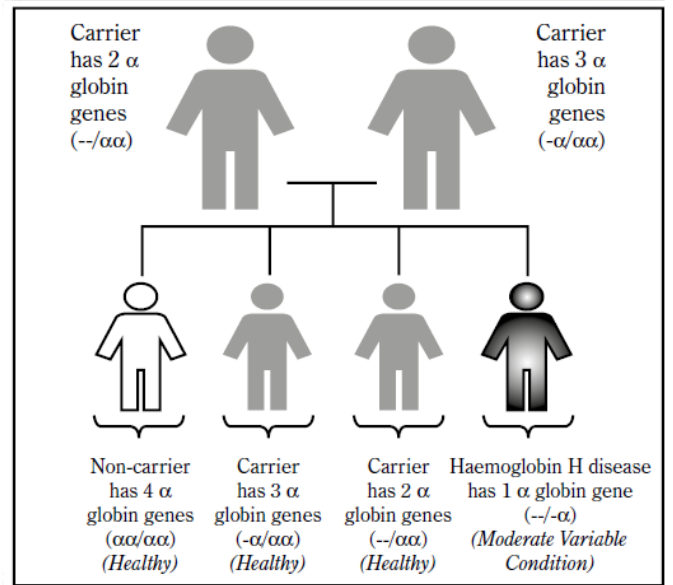 Carrier
has 2 α
globin
genes
(--/αα)
Carrier
has 3 α
globin
genes
(-α/αα)
Non-carrier
has 4 α
globin genes
(αα/αα)
(Healthy)
Carrier
has 3 α
globin genes
(-α/αα)
(Healthy)
Carrier
has 2 α
globin genes
(--/αα)
(Healthy)
Haemoglobin H disease
has 1 α globin gene
(--/-α)
(Moderate Variable
Condition)